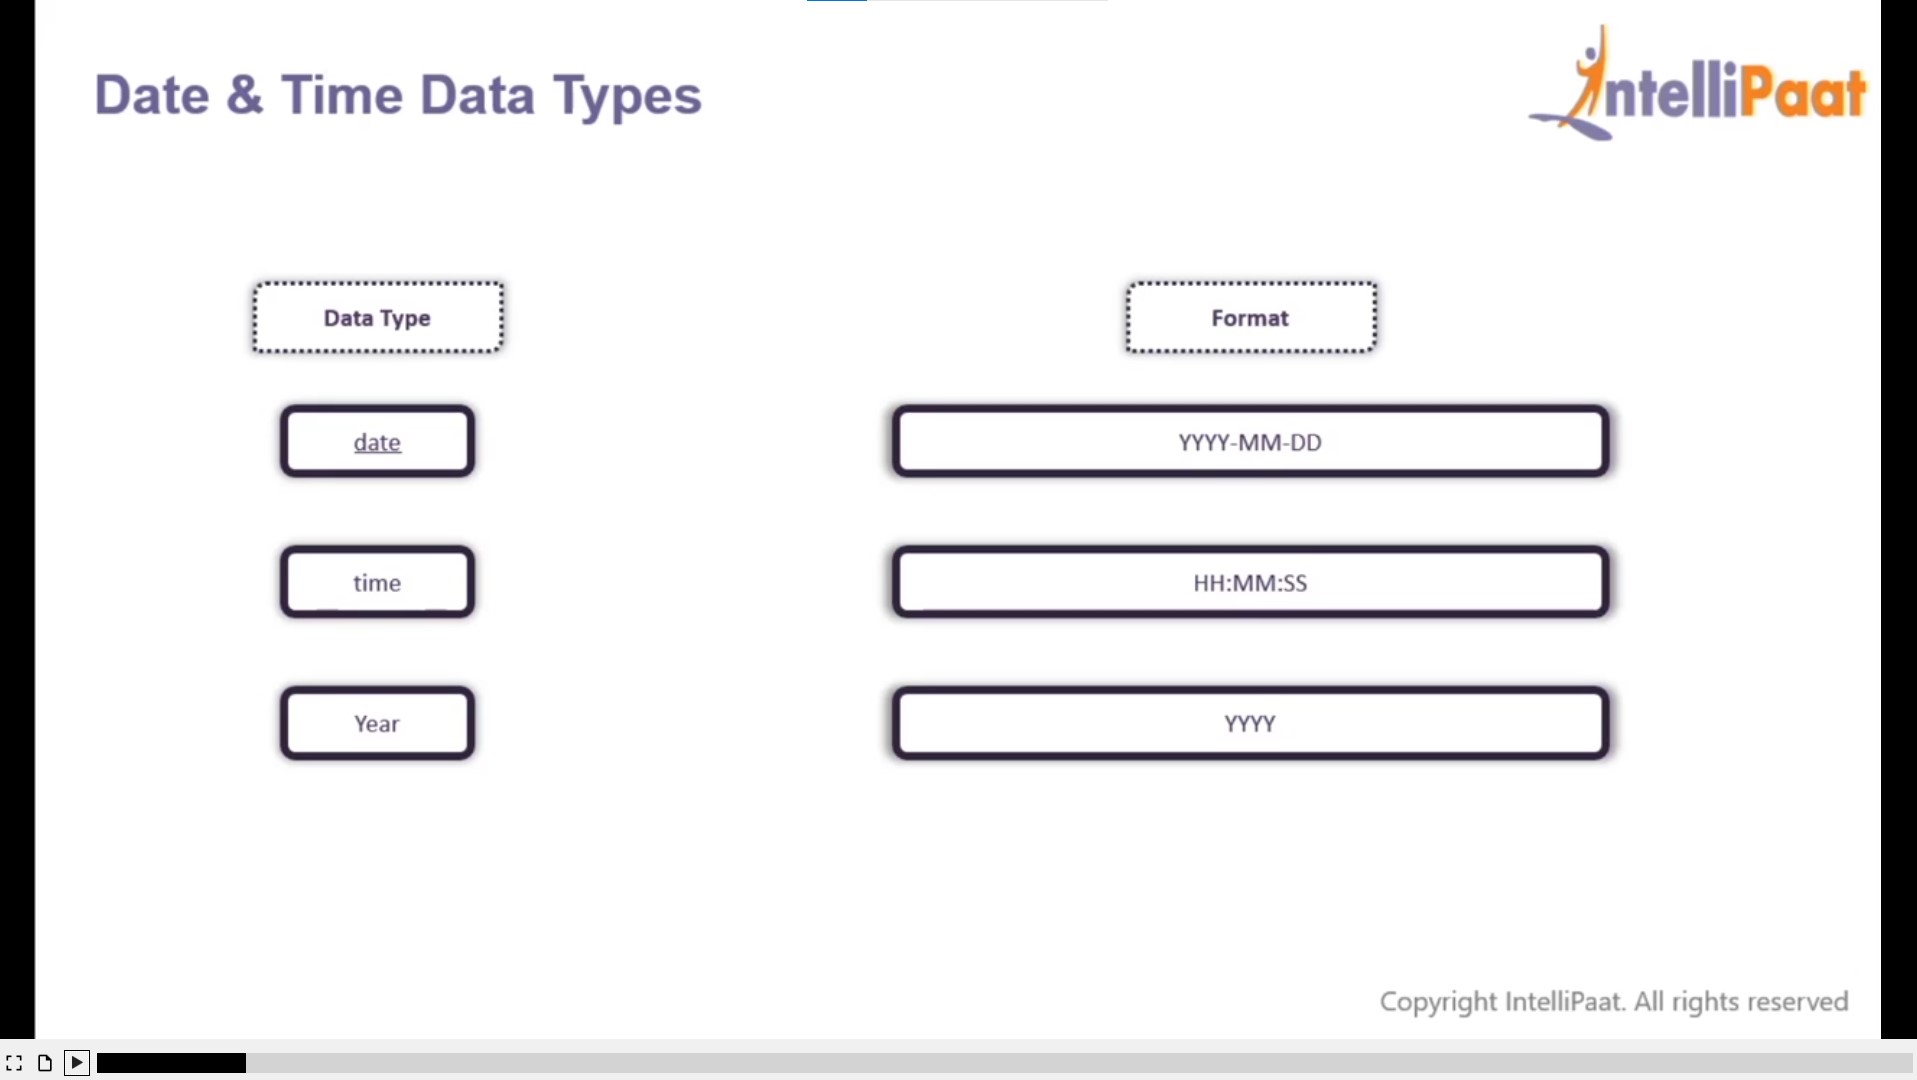 Date & Time Data Types
IntelliPaat
Data Type
Format
date
YYYY-MM-DD
time
HH:MM:SS
Year
YYYY
Copyright IntelliPaat. All rights reserved